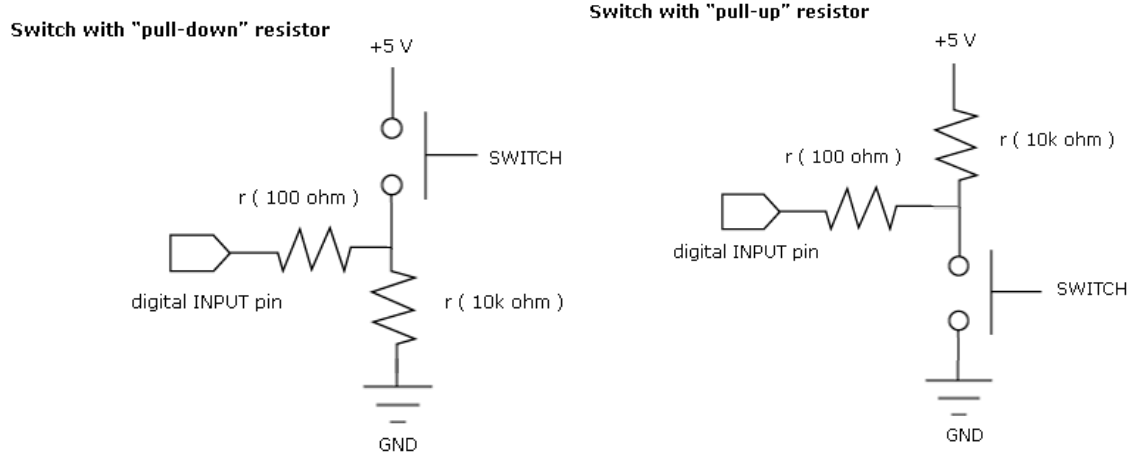 Switch with “pull-down” resistor
+5 V
SWITCH
r ( 100 ohm )
digital INPUT pin
r ( 10k ohm )
GND
Switch with “pull-up” resistor
+5 V
r ( 10k ohm )
r ( 100 ohm )
digital INPUT pin
SWITCH
GND